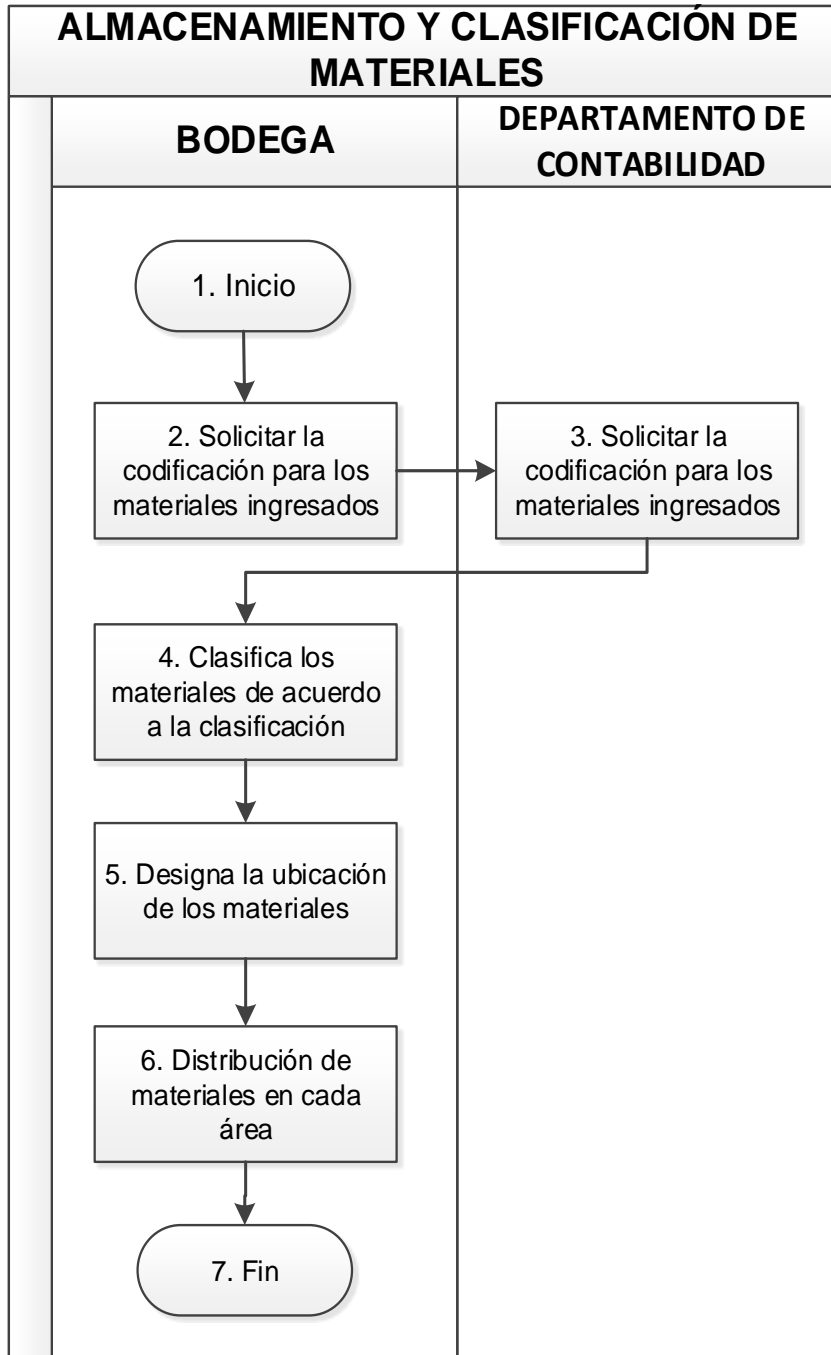 ALMACENAMIENTO Y CLASIFICACIÓN DE
MATERIALES
BODEGA
DEPARTAMENTO DE
CONTABILIDAD
1. Inicio
2. Solicitar la
codificación para los
materiales ingresados
3. Solicitar la
codificación para los
materiales ingresados
4. Clasifica los
materiales de acuerdo
a la clasificación
5. Designa la ubicación
de los materiales
6. Distribución de
materiales en cada
área
7. Fin